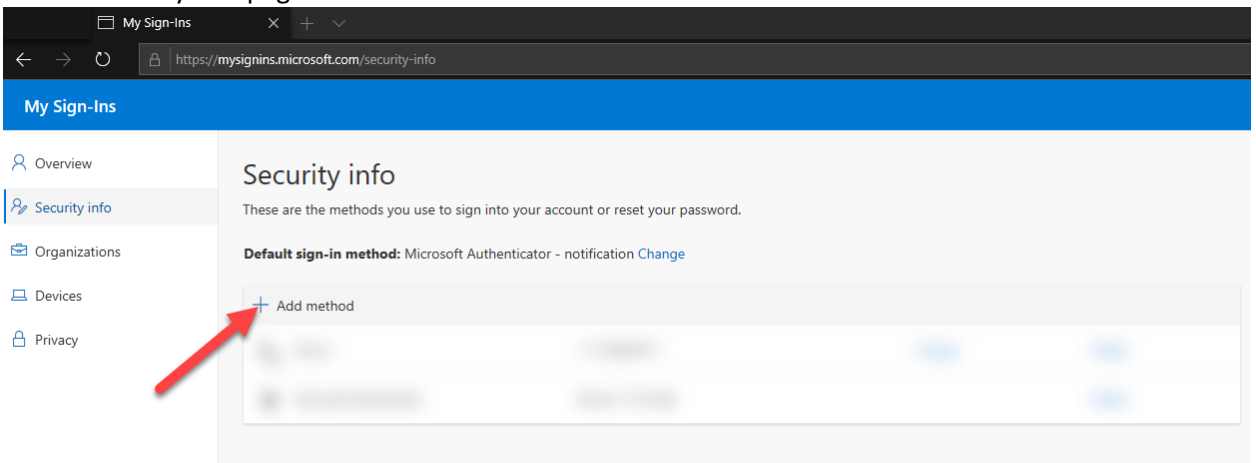 My Sign-Ins
https://mysignins.microsoft.com/security-info
My Sign-Ins
Overview
Security info
Organizations
Devices
Privacy
Security info
These are the methods you use to sign into your account or reset your password.
Default sign-in method: Microsoft Authenticator - notification Change
Add method